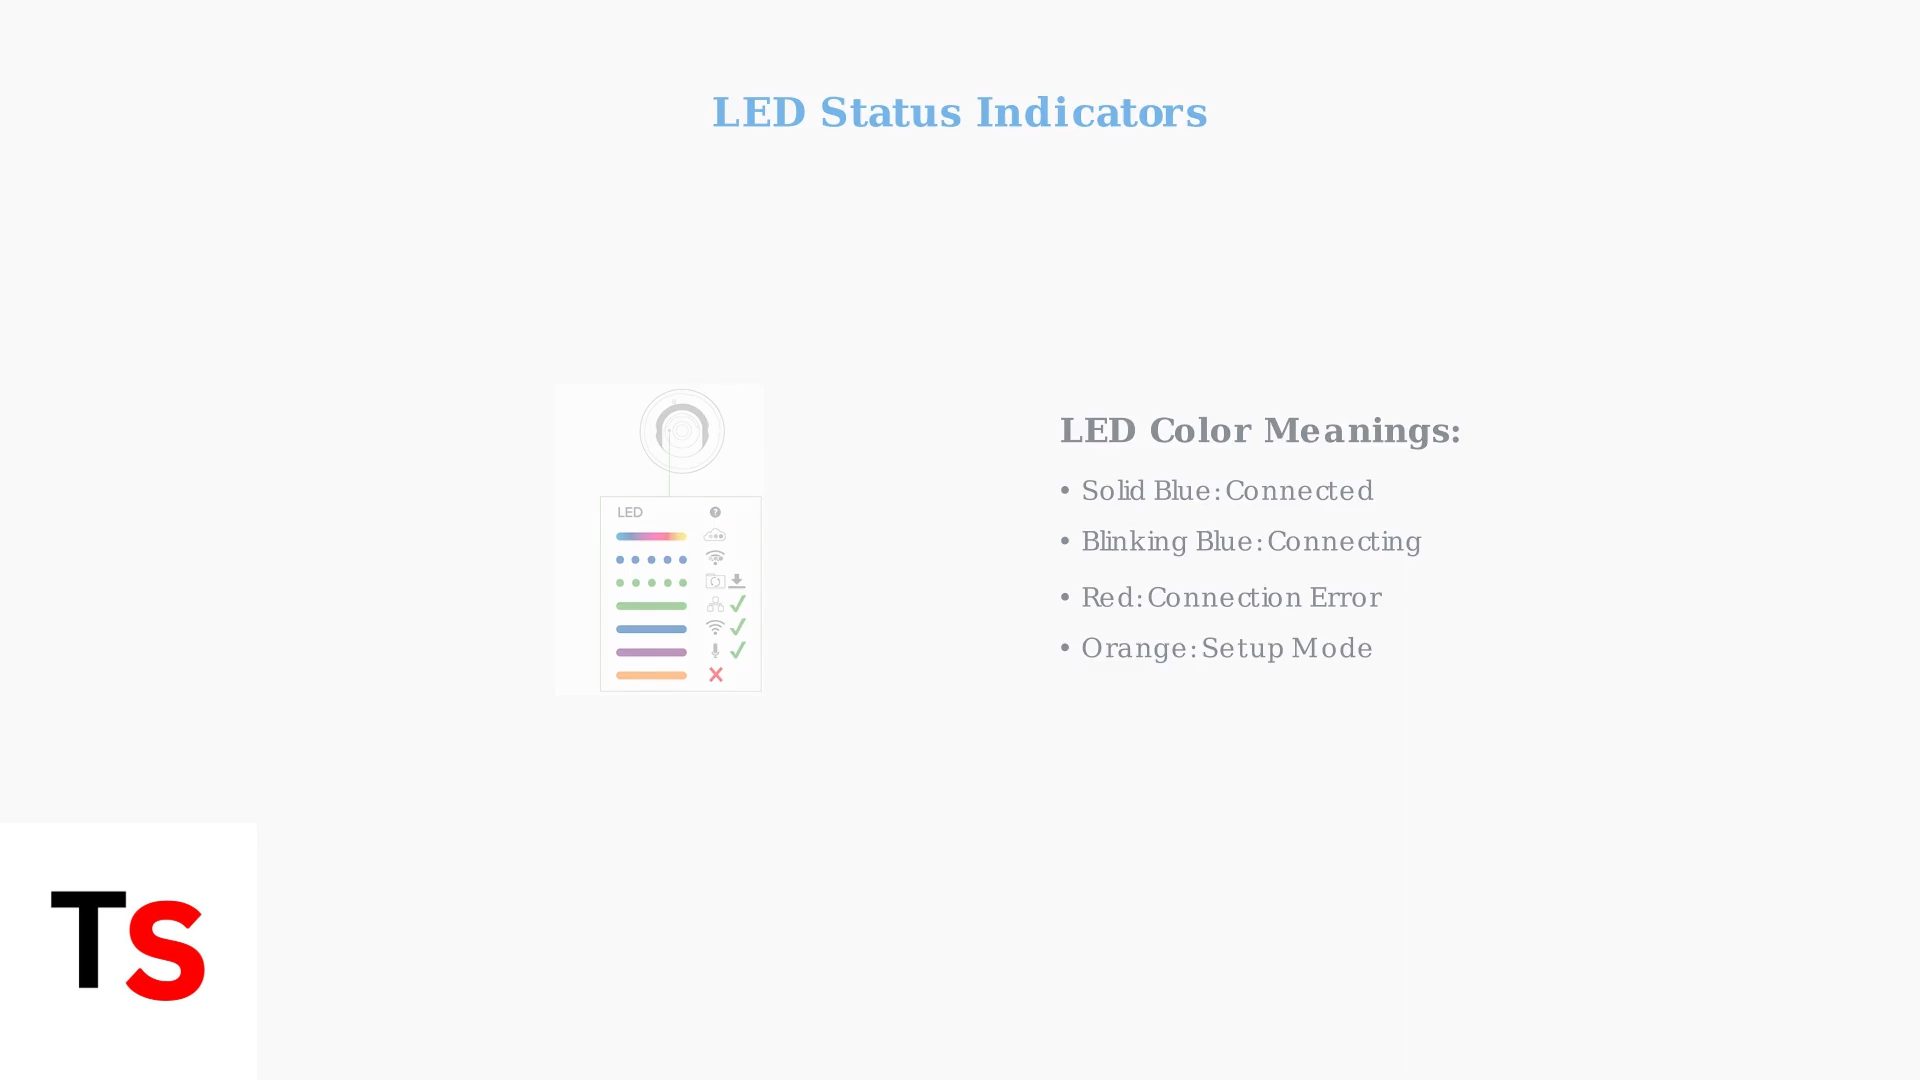 LED Status Indicators
LED ?
LED Color Meanings:
• Solid Blue: Connected
• Blinking Blue: Connecting
• Red: Connection Error
• Orange: Setup Mode
TS